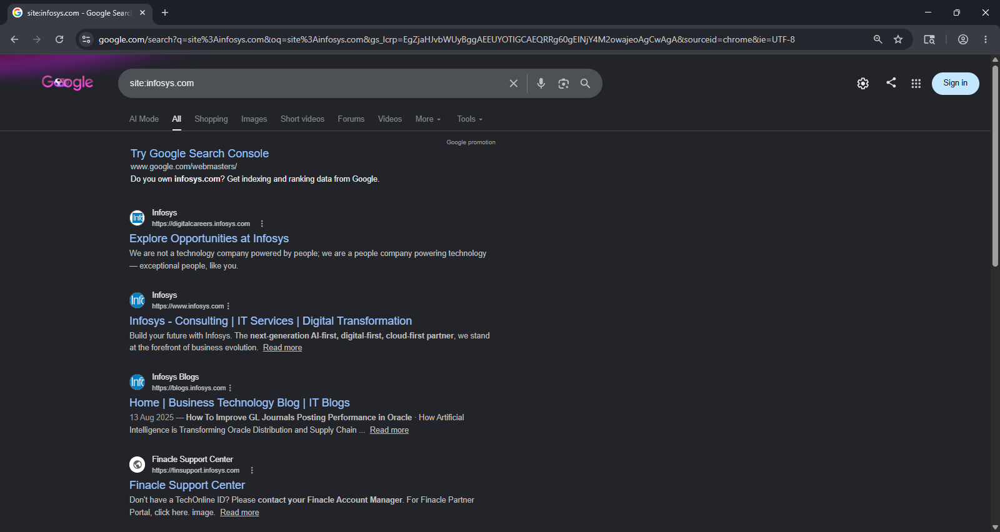 site:infosys.com - Google Searc
google.com/search?q=site%3Ainfosys.com&oq=site%3Ainfosys.com&gs_lcrp=EgZjaHJvbWUyBggAEEUYOTIGCAEQRRg60gEINjY4M2owajeoAgCwAgA&sourceid=chrome&ie=UTF-8
Google
site:infosys.com
Sign in
AI Mode All Shopping Images Short videos Forums Videos More Tools
Google promotion
Try Google Search Console
www.google.com/webmasters/
Do you own infosys.com? Get indexing and ranking data from Google.
Infosys
https://digitalcareers.infosys.com
Explore Opportunities at Infosys
We are not a technology company powered by people; we are a people company powering technology
— exceptional people, like you.
Infosys
https://www.infosys.com
Infosys - Consulting | IT Services | Digital Transformation
Build your future with Infosys. The next-generation AI-first, digital-first, cloud-first partner, we stand
at the forefront of business evolution. Read more
Infosys Blogs
https://blogs.infosys.com
Home | Business Technology Blog | IT Blogs
13 Aug 2025 — How To Improve GL Journals Posting Performance in Oracle · How Artificial
Intelligence is Transforming Oracle Distribution and Supply Chain ... Read more
Finacle Support Center
https://finsupport.infosys.com
Finacle Support Center
Don't have a TechOnline ID? Please contact your Finacle Account Manager. For Finacle Partner
Portal, click here. image. Read more